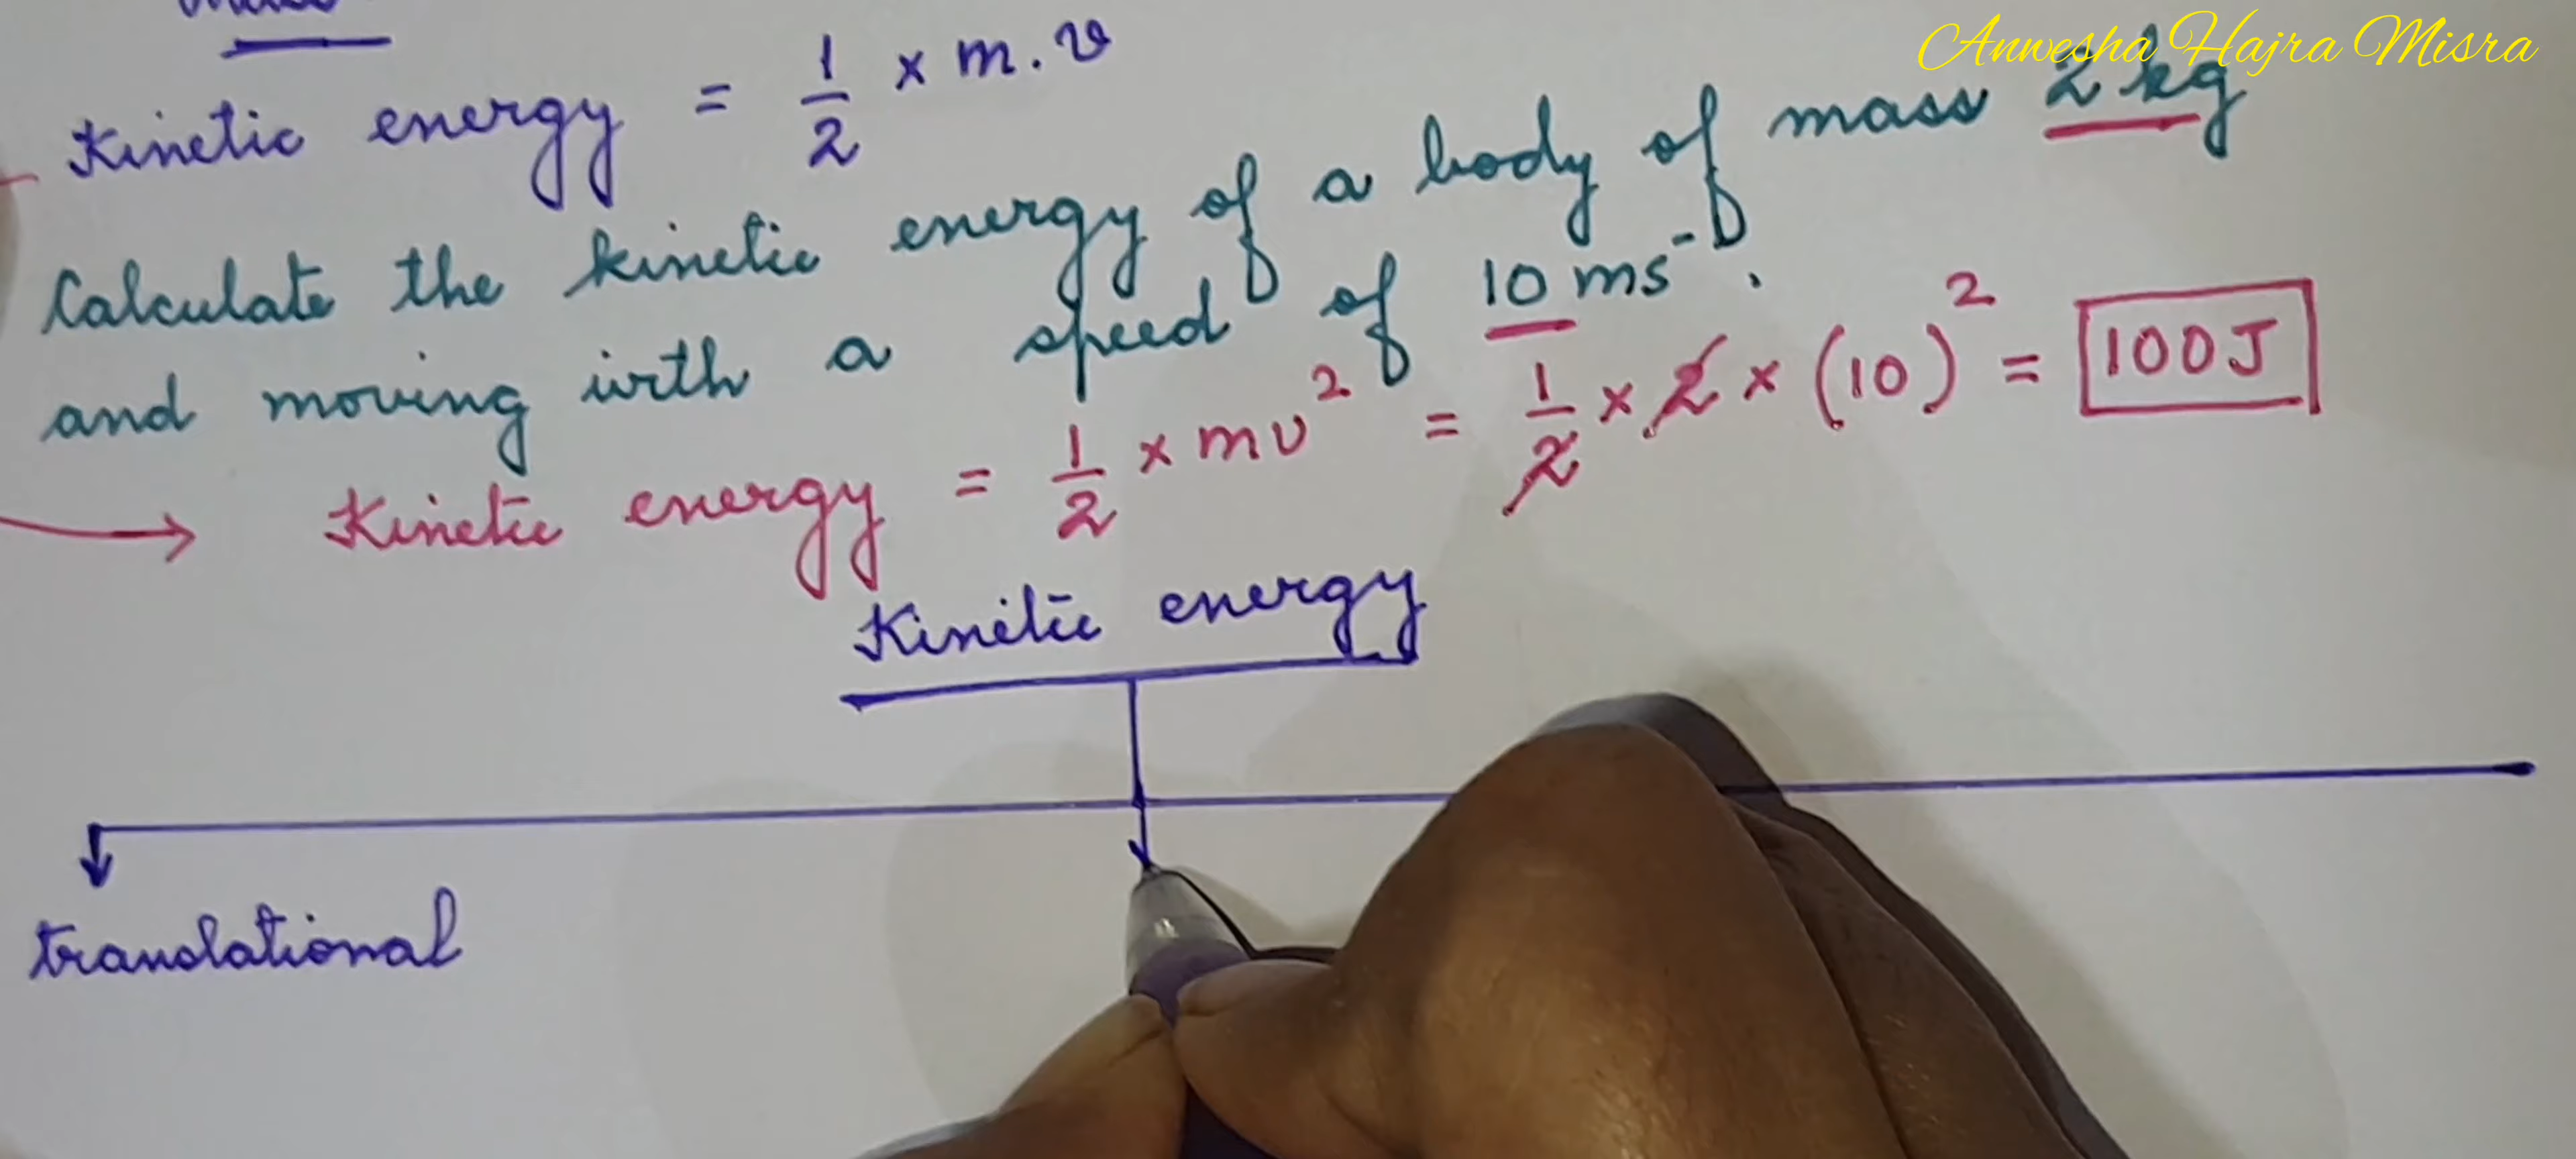 Anwesha Hajra Misra
Kinetic energy = 1/2 × m.v
Calculate the kinetic energy of a body of mass 2 kg
and moving with a speed of 10 ms⁻.
→ Kinetic energy = 1/2 × mv² = 1/2 × 2 × (10)² = 100J
Kinetic energy
translational